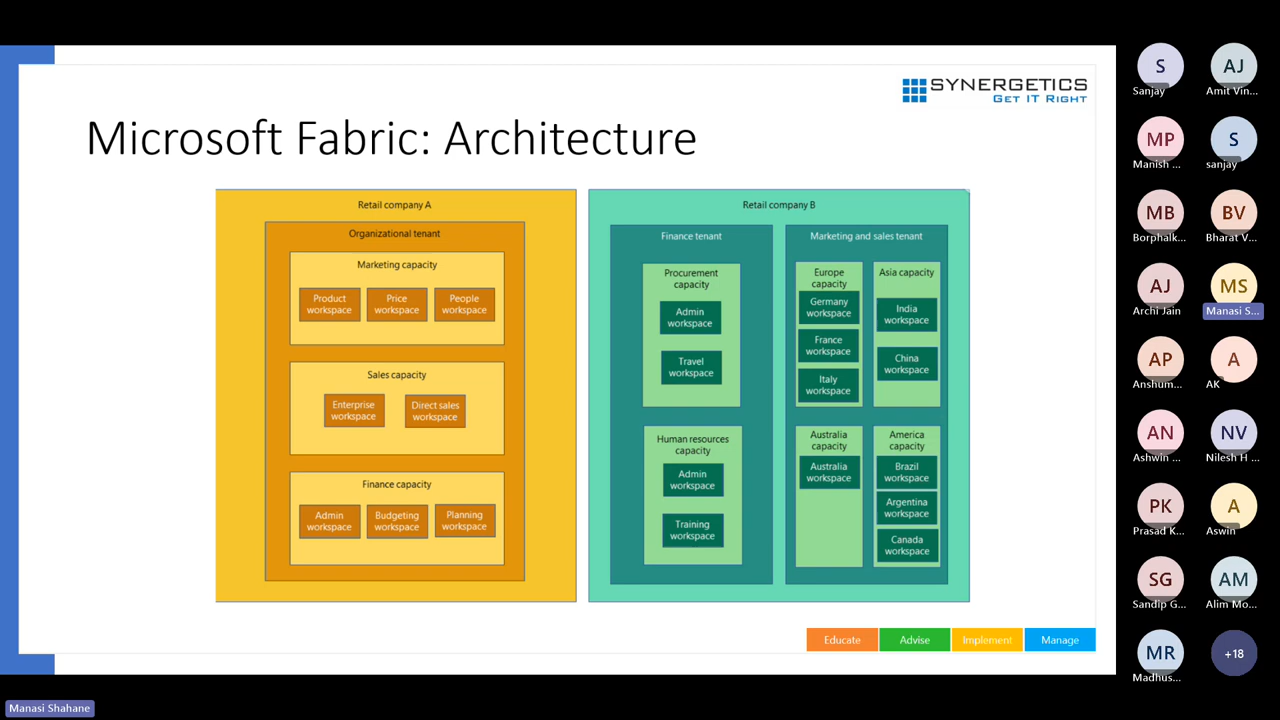 SYNERGETICS
GET IT RIGHT
Microsoft Fabric: Architecture
Retail company A
Organizational tenant
Marketing capacity
Product
workspace
Price
workspace
People
workspace
Sales capacity
Enterprise
workspace
Direct sales
workspace
Finance capacity
Admin
workspace
Budgeting
workspace
Planning
workspace
Retail company B
Finance tenant
Procurement
capacity
Admin
workspace
Travel
workspace
Human resources
capacity
Admin
workspace
Training
workspace
Marketing and sales tenant
Europe
capacity
Germany
workspace
France
workspace
Italy
workspace
Asia capacity
India
workspace
China
workspace
Australia
capacity
Australia
workspace
America
capacity
Brazil
workspace
Argentina
workspace
Canada
workspace
Educate
Advise
Implement
Manage
S
Sanjay
AJ
Amit Vin...
MP
Manish ...
S
sanjay
MB
Borphalk...
BV
Bharat V...
AJ
Archi Jain
MS
Manasi S...
AP
Anshum...
A
AK
AN
Ashwin ...
NV
Nilesh H ...
PK
Prasad K...
A
Aswin
SG
Sandip G...
AM
Alim Mo...
MR
Madhus...
+18
Manasi Shahane